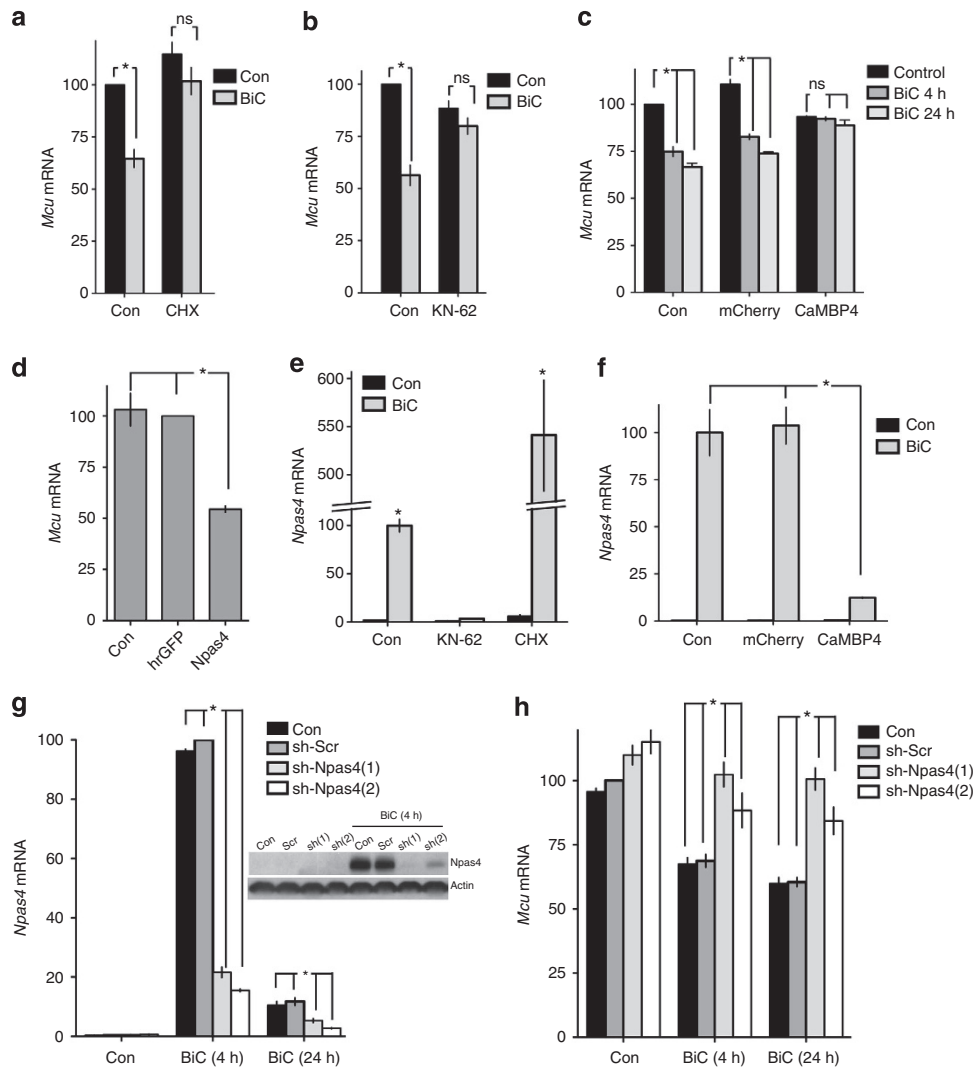 a
ns
*
Con
BiC
100
75
50
25
0
Mcu mRNA
Con CHX
b
*
ns
Con
BiC
100
75
50
25
0
Mcu mRNA
Con KN-62
c
*
*
ns
Control
BiC 4 h
BiC 24 h
100
75
50
25
0
Mcu mRNA
Con mCherry CaMBP4
d
*
100
75
50
25
0
Mcu mRNA
Con hrGFP Npas4
e
Con
BiC
*
*
600
550
500
100
50
0
Npas4 mRNA
Con KN-62 CHX
f
*
Con
BiC
100
75
50
25
0
Npas4 mRNA
Con mCherry CaMBP4
g
*
Con
sh-Scr
sh-Npas4(1)
sh-Npas4(2)
100
80
60
40
20
0
Npas4 mRNA
BiC (4 h)
Con Scr sh(1) sh(2) Con Scr sh(1) sh(2)
Npas4
Actin
*
Con BiC (4 h) BiC (24 h)
h
*
*
Con
sh-Scr
sh-Npas4(1)
sh-Npas4(2)
100
75
50
25
0
Mcu mRNA
Con BiC (4 h) BiC (24 h)